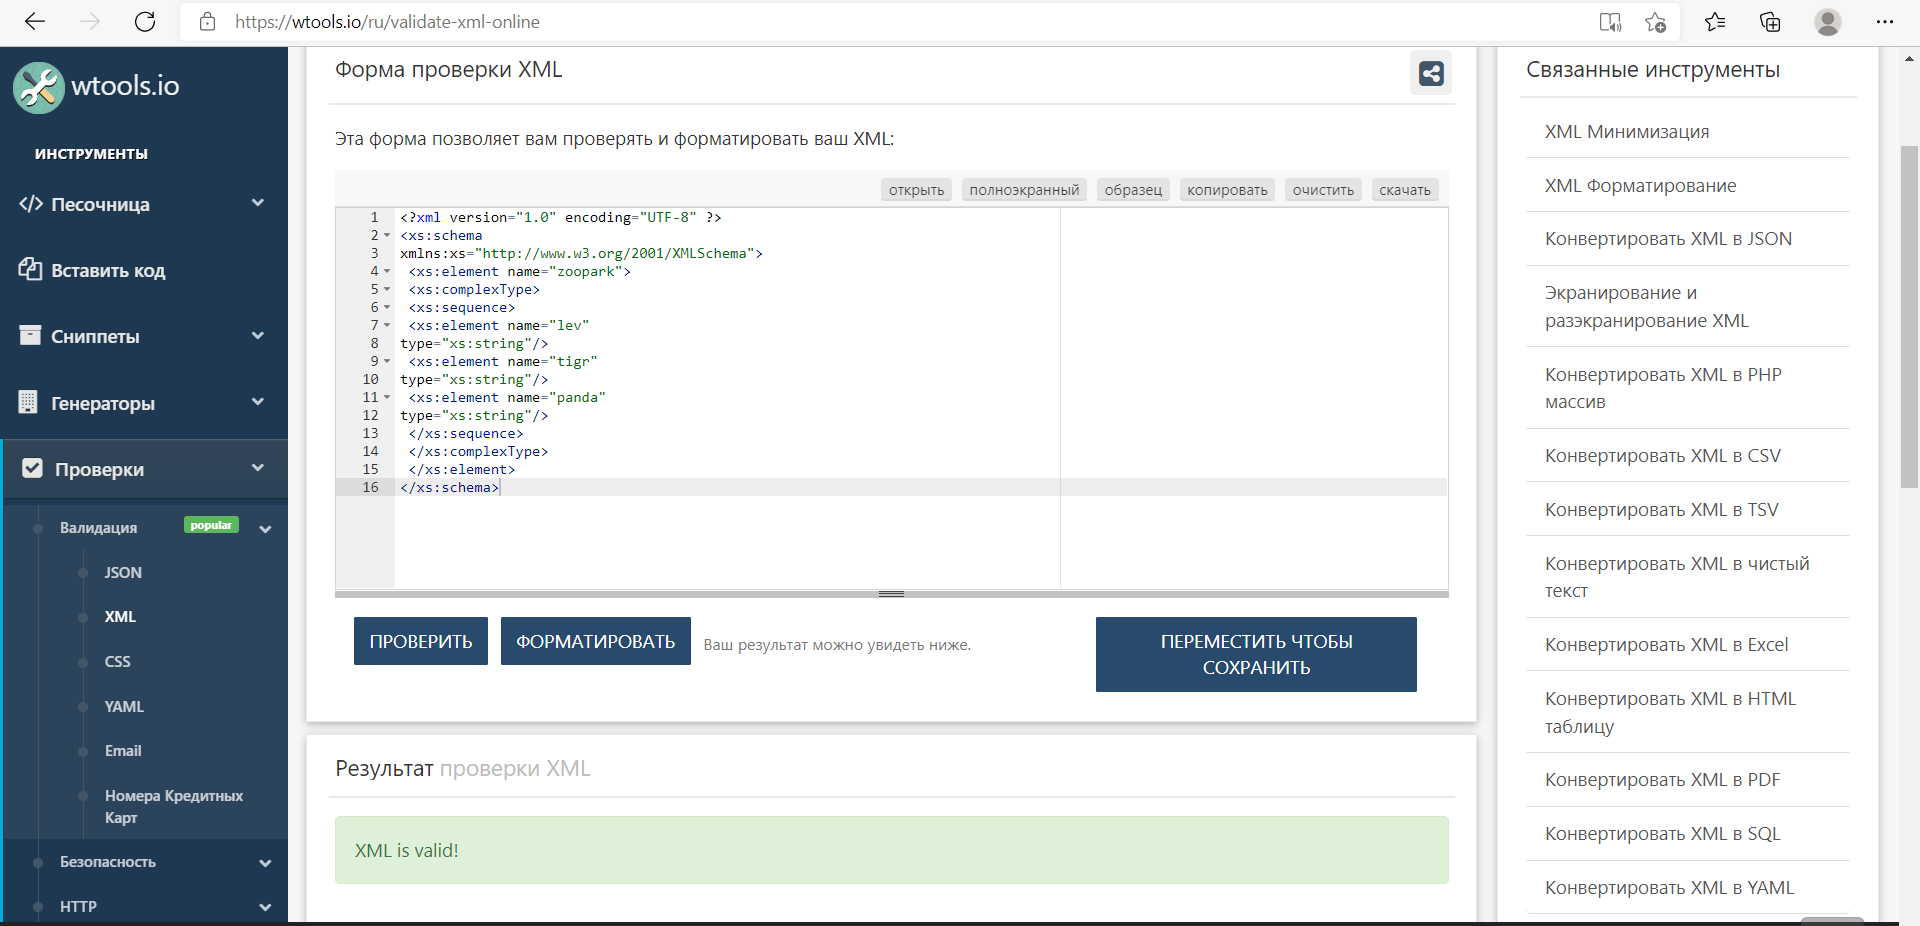 https://wtools.io/ru/validate-xml-online
wtools.io
ИНСТРУМЕНТЫ
</> Песочница
Вставить код
Сниппеты
Генераторы
Проверки
Валидация
popular
JSON
XML
CSS
YAML
Email
Номера Кредитных
Карт
Безопасность
HTTP
Форма проверки XML
Эта форма позволяет вам проверять и форматировать ваш XML:
открыть полноэкранный образец копировать очистить скачать
1 <?xml version="1.0" encoding="UTF-8" ?>
2 <xs:schema
3 xmlns:xs="http://www.w3.org/2001/XMLSchema">
4 <xs:element name="zoopark">
5 <xs:complexType>
6 <xs:sequence>
7 <xs:element name="lev"
8 type="xs:string"/>
9 <xs:element name="tigr"
10 type="xs:string"/>
11 <xs:element name="panda"
12 type="xs:string"/>
13 </xs:sequence>
14 </xs:complexType>
15 </xs:element>
16 </xs:schema>
ПРОВЕРИТЬ
ФОРМАТИРОВАТЬ
Ваш результат можно увидеть ниже.
ПЕРЕМЕСТИТЬ ЧТОБЫ
СОХРАНИТЬ
Результат проверки XML
XML is valid!
Связанные инструменты
XML Минимизация
XML Форматирование
Конвертировать XML в JSON
Экранирование и
разэкранирование XML
Конвертировать XML в PHP
массив
Конвертировать XML в CSV
Конвертировать XML в TSV
Конвертировать XML в чистый
текст
Конвертировать XML в Excel
Конвертировать XML в HTML
таблицу
Конвертировать XML в PDF
Конвертировать XML в SQL
Конвертировать XML в YAML